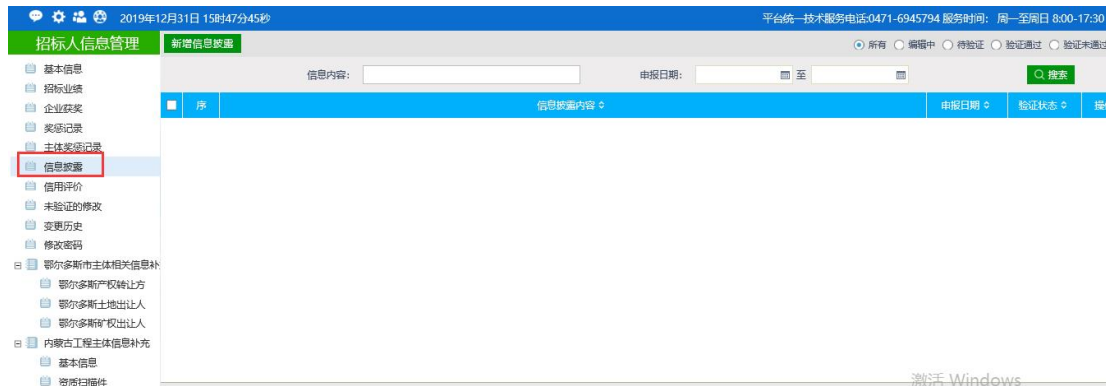 2019年12月31日 15时47分45秒 平台统一技术服务电话:0471-6945794 服务时间: 周一至周日 8:00-17:30
招标人信息管理
新增信息披露 所有 编辑中 待验证 验证通过 验证未通过
信息内容: 申报日期: 至 搜索
序 信息披露内容 申报日期 验证状态
基本信息
招标业绩
企业获奖
奖惩记录
主体奖惩记录
信息披露
信用评价
未验证的修改
变更历史
修改密码
鄂尔多斯市主体相关信息补
鄂尔多斯产权转让方
鄂尔多斯土地出让人
鄂尔多斯矿权出让人
内蒙古工程主体信息补充
基本信息
资质扫描件
激活 Windows